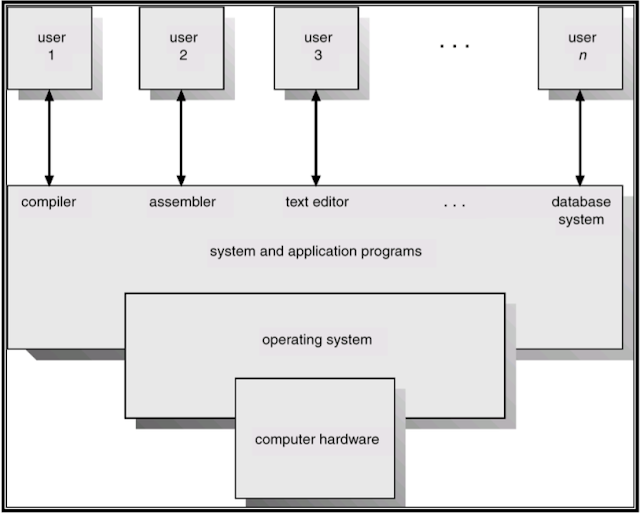 user
1
user
2
user
3
. . .
user
n
compiler
assembler
text editor
. . .
database
system
system and application programs
operating system
computer hardware